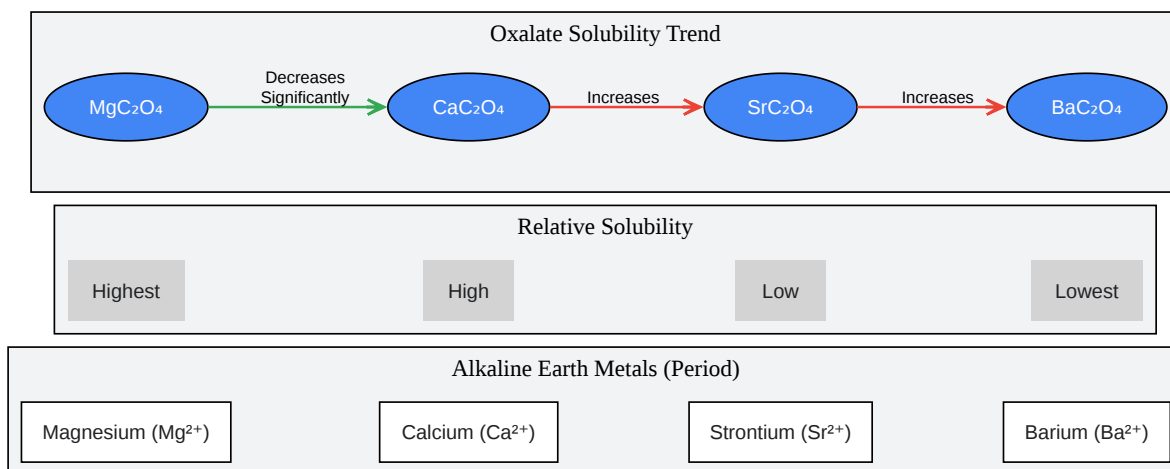 Oxalate Solubility Trend
MgC₂O₄
Decreases
Significantly
CaC₂O₄
Increases
SrC₂O₄
Increases
BaC₂O₄
Relative Solubility
Highest
High
Low
Lowest
Alkaline Earth Metals (Period)
Magnesium (Mg²⁺)
Calcium (Ca²⁺)
Strontium (Sr²⁺)
Barium (Ba²⁺)